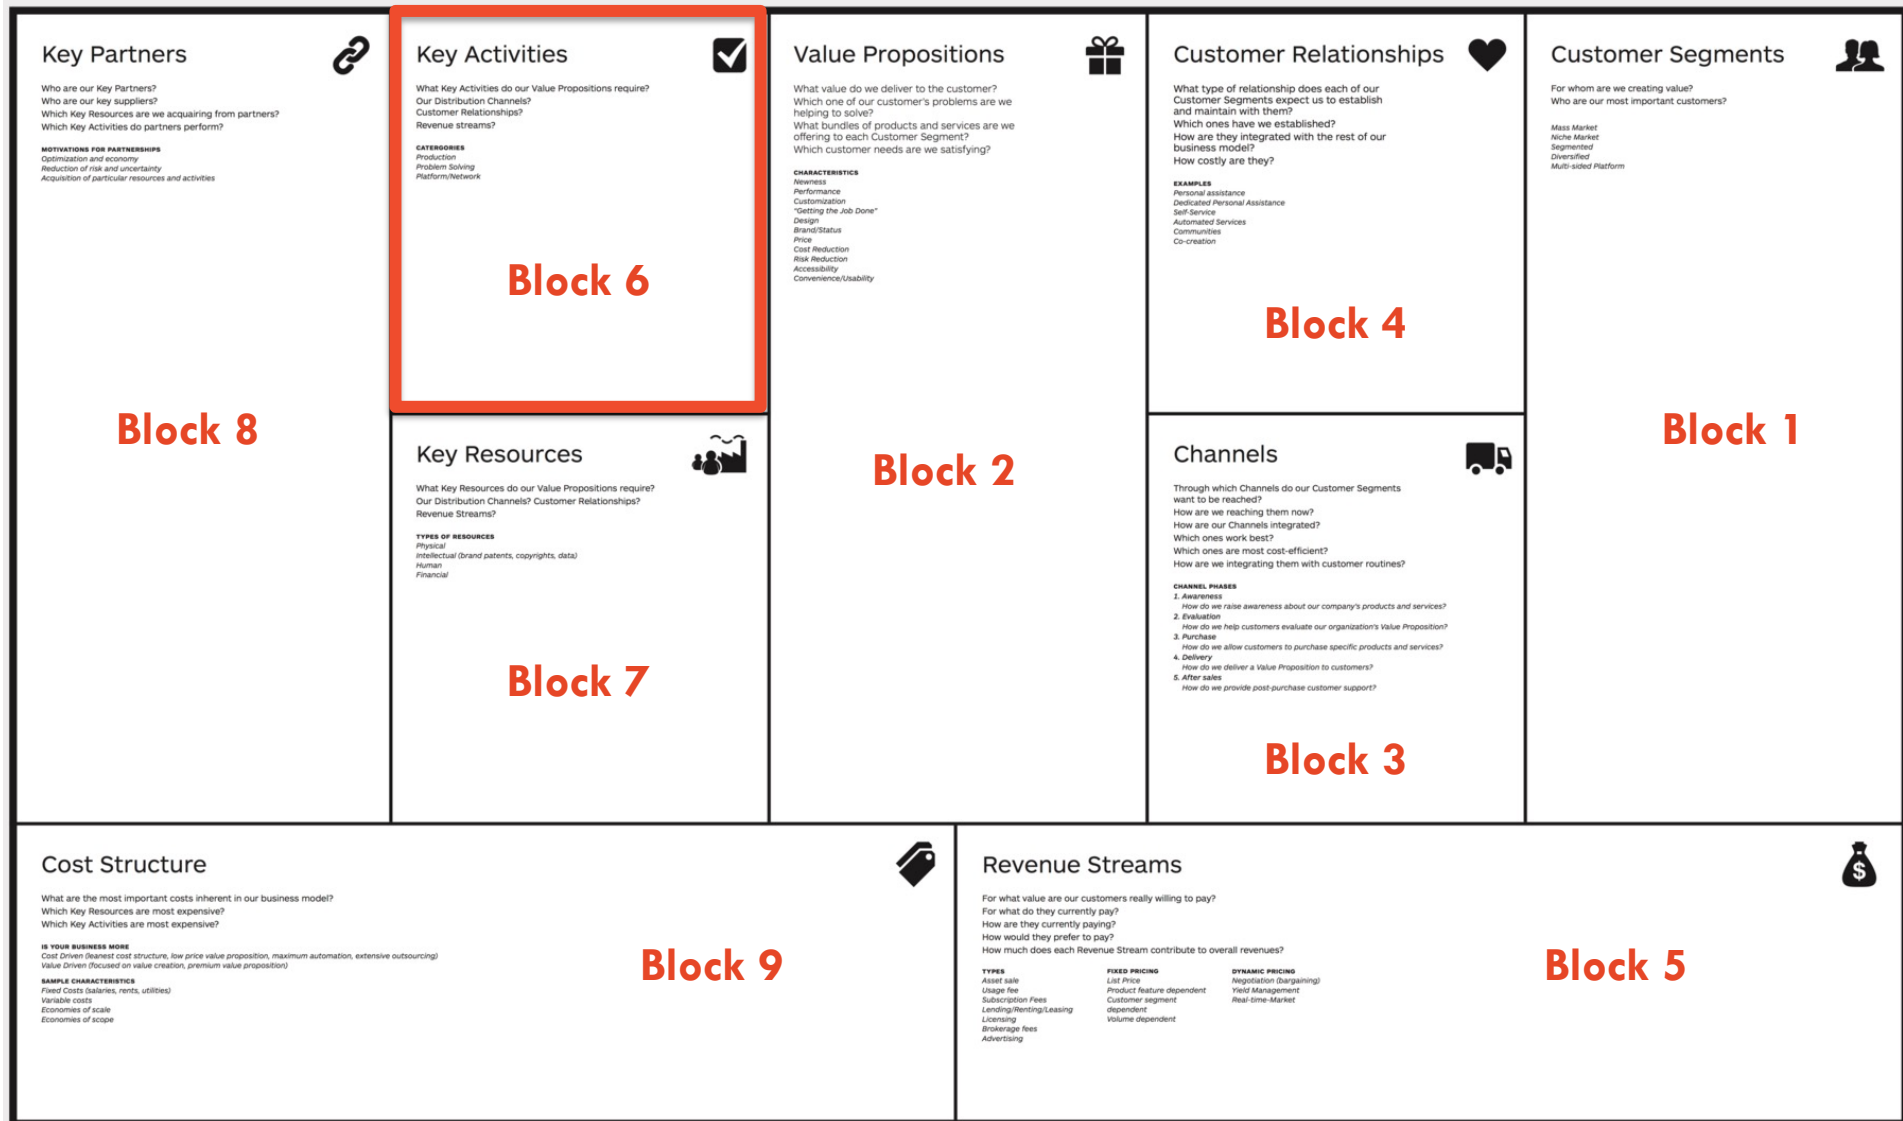 Key Partners
Who are our Key Partners?
Who are our key suppliers?
Which Key Resources are we acquairing from partners?
Which Key Activities do partners perform?
MOTIVATIONS FOR PARTNERSHIPS
Optimization and economy
Reduction of risk and uncertainty
Acquisition of particular resources and activities
Block 8
Key Activities
What Key Activities do our Value Propositions require?
Our Distribution Channels?
Customer Relationships?
Revenue streams?
CATERGORIES
Production
Problem Solving
Platform/Network
Block 6
Key Resources
What Key Resources do our Value Propositions require?
Our Distribution Channels? Customer Relationships?
Revenue Streams?
TYPES OF RESOURCES
Physical
Intellectual (brand patents, copyrights, data)
Human
Financial
Block 7
Value Propositions
What value do we deliver to the customer?
Which one of our customer's problems are we
helping to solve?
What bundles of products and services are we
offering to each Customer Segment?
Which customer needs are we satisfying?
CHARACTERISTICS
Newness
Performance
Customization
"Getting the Job Done"
Design
Brand/Status
Price
Cost Reduction
Risk Reduction
Accessibility
Convenience/Usability
Block 2
Customer Relationships
What type of relationship does each of our
Customer Segments expect us to establish
and maintain with them?
Which ones have we established?
How are they integrated with the rest of our
business model?
How costly are they?
EXAMPLES
Personal assistance
Dedicated Personal Assistance
Self-Service
Automated Services
Communities
Co-creation
Block 4
Channels
Through which Channels do our Customer Segments
want to be reached?
How are we reaching them now?
How are our Channels integrated?
Which ones work best?
Which ones are most cost-efficient?
How are we integrating them with customer routines?
CHANNEL PHASES
1. Awareness
How do we raise awareness about our company's products and services?
2. Evaluation
How do we help customers evaluate our organization's Value Proposition?
3. Purchase
How do we allow customers to purchase specific products and services?
4. Delivery
How do we deliver a Value Proposition to customers?
5. After sales
How do we provide post-purchase customer support?
Block 3
Customer Segments
For whom are we creating value?
Who are our most important customers?
Mass Market
Niche Market
Segmented
Diversified
Multi-sided Platform
Block 1
Cost Structure
What are the most important costs inherent in our business model?
Which Key Resources are most expensive?
Which Key Activities are most expensive?
IS YOUR BUSINESS MORE
Cost Driven (leanest cost structure, low price value proposition, maximum automation, extensive outsourcing)
Value Driven (focused on value creation, premium value proposition)
SAMPLE CHARACTERISTICS
Fixed Costs (salaries, rents, utilities)
Variable costs
Economies of scale
Economies of scope
Block 9
Revenue Streams
$
For what value are our customers really willing to pay?
For what do they currently pay?
How are they currently paying?
How would they prefer to pay?
How much does each Revenue Stream contribute to overall revenues?
TYPES
Asset sale
Usage fee
Subscription Fees
Lending/Renting/Leasing
Licensing
Brokerage fees
Advertising
FIXED PRICING
List Price
Product feature dependent
Customer segment
dependent
Volume dependent
DYNAMIC PRICING
Negotiation (bargaining)
Yield Management
Real-time-Market
Block 5